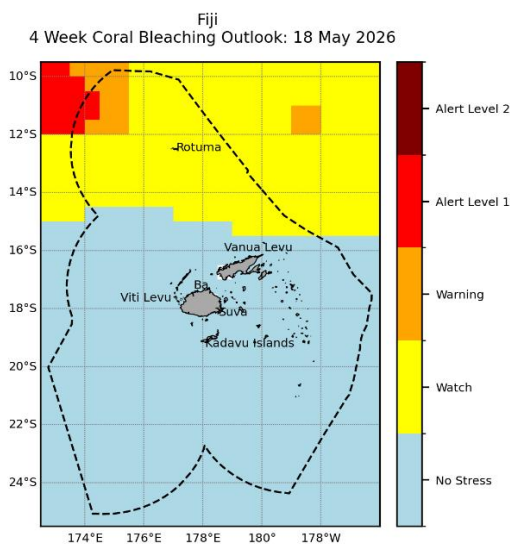 Fiji
4 Week Coral Bleaching Outlook: 18 May 2026
10°S
12°S
14°S
16°S
18°S
20°S
22°S
24°S
174°E
176°E
178°E
180°
178°W
Rotuma
Vanua Levu
Ba
Viti Levu
Suva
Kadavu Islands
Alert Level 2
Alert Level 1
Warning
Watch
No Stress